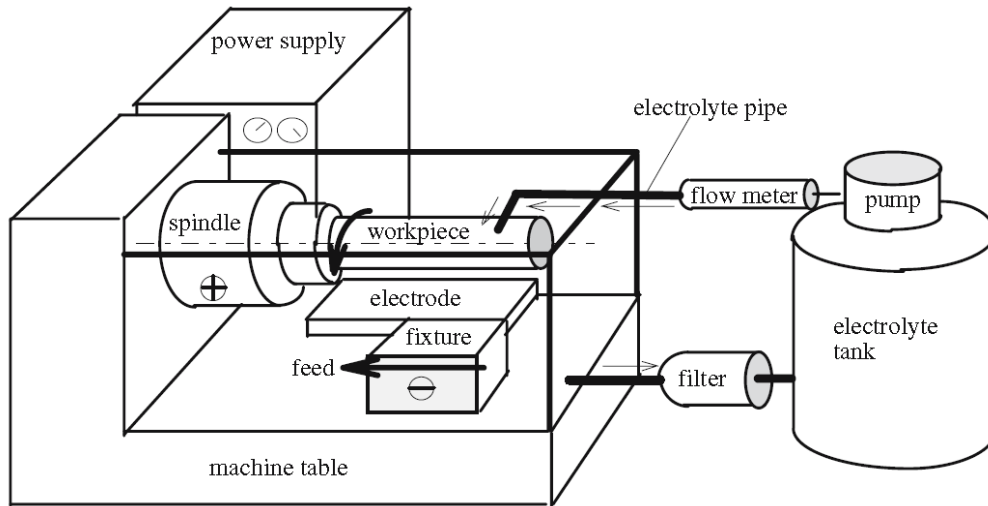 power supply
electrolyte pipe
flow meter
pump
spindle
workpiece
electrode
fixture
feed
filter
electrolyte
tank
machine table